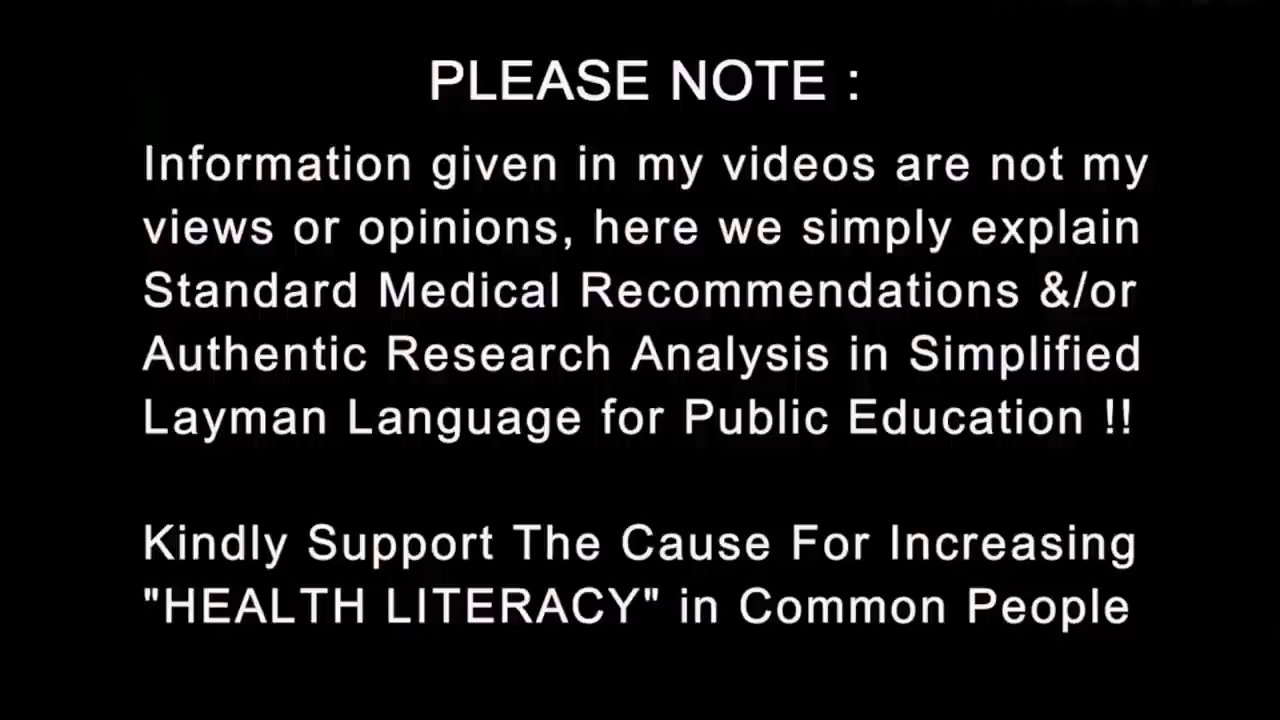 PLEASE NOTE :
Information given in my videos are not my
views or opinions, here we simply explain
Standard Medical Recommendations &/or
Authentic Research Analysis in Simplified
Layman Language for Public Education !!
Kindly Support The Cause For Increasing
"HEALTH LITERACY" in Common People